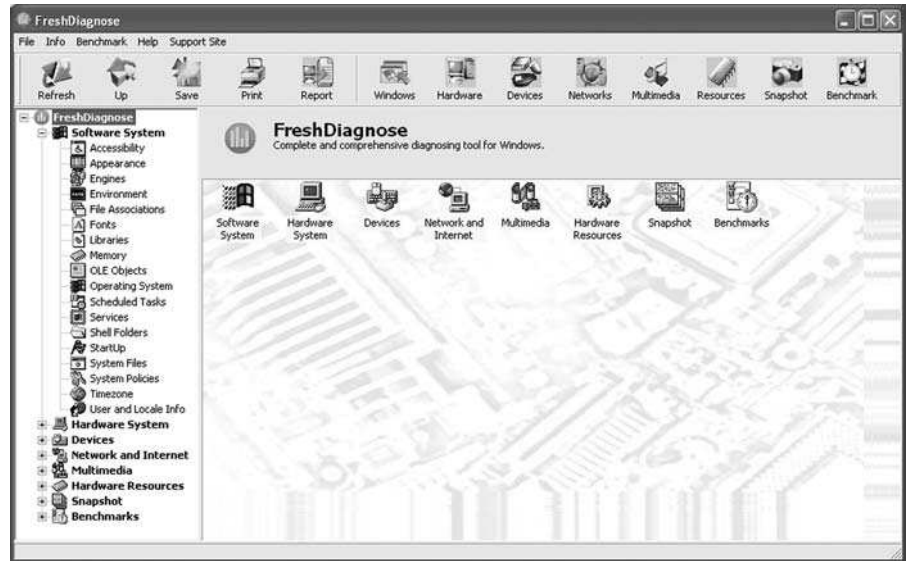 FreshDiagnose
File Info Benchmark Help Support Site
Refresh Up Save Print Report Windows Hardware Devices Networks Multimedia Resources Snapshot Benchmark
FreshDiagnose
Software System
Accessibility
Appearance
Engines
Environment
File Associations
Fonts
Libraries
Memory
OLE Objects
Operating System
Scheduled Tasks
Services
Shell Folders
StartUp
System Files
System Policies
Timezone
User and Locale Info
Hardware System
Devices
Network and Internet
Multimedia
Hardware Resources
Snapshot
Benchmarks
FreshDiagnose
Complete and comprehensive diagnosing tool for Windows.
Software System
Hardware System
Devices
Network and Internet
Multimedia
Hardware Resources
Snapshot
Benchmarks